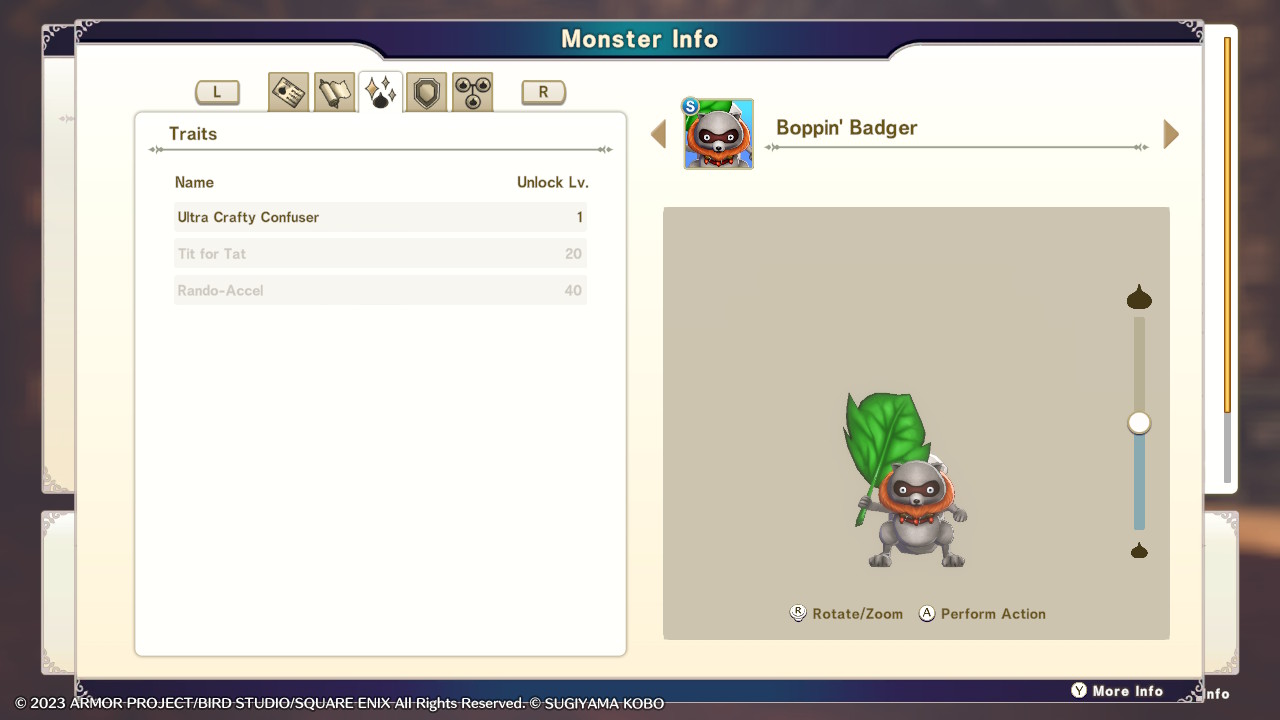 Monster Info
L
R
Traits
Name Unlock Lv.
Ultra Crafty Confuser 1
Tit for Tat 20
Rando-Accel 40
S
Boppin' Badger
R Rotate/Zoom A Perform Action
Y More Info
nfo
© 2023 ARMOR PROJECT/BIRD STUDIO/SQUARE ENIX All Rights Reserved. © SUGIYAMA KOBO